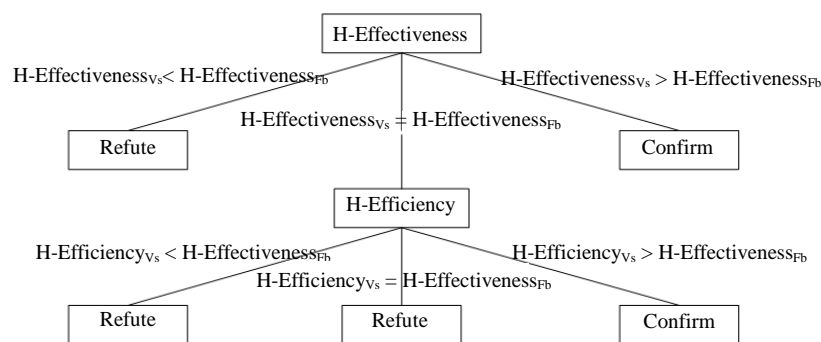 H-Effectiveness
H-EffectivenessVs< H-EffectivenessFb
H-EffectivenessVs > H-EffectivenessFb
H-EffectivenessVs = H-EffectivenessFb
Refute
Confirm
H-Efficiency
H-EfficiencyVs < H-EffectivenessFb
H-EfficiencyVs > H-EffectivenessFb
H-EfficiencyVs = H-EffectivenessFb
Refute
Refute
Confirm